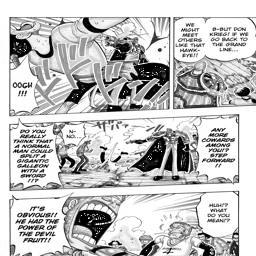 WE
MIGHT
MEET
OTHERS
LIKE
THAT
HAWK-
EYE!!
B-BUT DON
KRIEG! IF WE
GO BACK TO
THE GRAND
LINE...
OOGH
!!!
ANY
MORE
COWARDS
AMONG
YOU!?
STEP
FORWARD
!!
N-
NO..
DO YOU
REALLY
THINK THAT
A NORMAL
MAN COULD
SPLIT A
GIGANTIC
GALLEON
WITH A
SWORD
!!?
HUH!?
WHAT
DO YOU
MEAN!?
IT'S
OBVIOUS!!
HE HAD THE
POWER OF
THE DEVIL
FRUIT!!